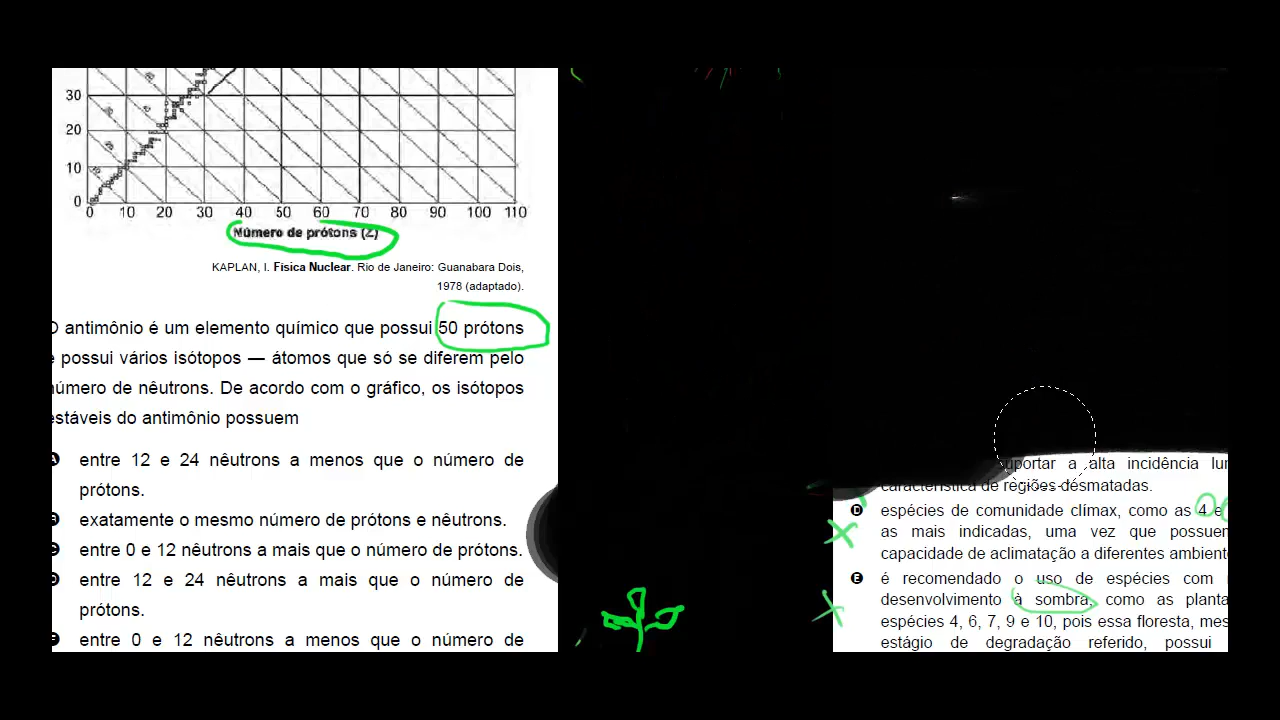 30
20
10
0
0 10 20 30 40 50 60 70 80 90 100 110
Número de prótons (Z)
KAPLAN, I. Física Nuclear. Rio de Janeiro: Guanabara Dois,
1978 (adaptado).
O antimônio é um elemento químico que possui 50 prótons
e possui vários isótopos — átomos que só se diferem pelo
número de nêutrons. De acordo com o gráfico, os isótopos
estáveis do antimônio possuem
A entre 12 e 24 nêutrons a menos que o número de
prótons.
B exatamente o mesmo número de prótons e nêutrons.
C entre 0 e 12 nêutrons a mais que o número de prótons.
D entre 12 e 24 nêutrons a mais que o número de
prótons.
E entre 0 e 12 nêutrons a menos que o número de
suportar a alta incidência lu
característica de regiões desmatadas.
D espécies de comunidade clímax, como as 4 e
as mais indicadas, uma vez que possuem
capacidade de aclimatação a diferentes ambient
E é recomendado o uso de espécies com
desenvolvimento à sombra, como as planta
espécies 4, 6, 7, 9 e 10, pois essa floresta, mes
estágio de degradação referido, possui